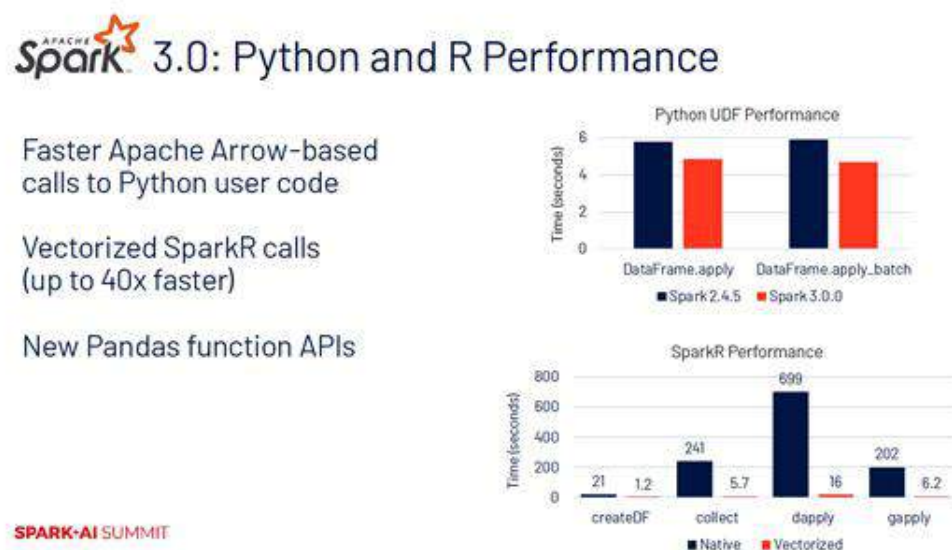 APACHE
Spark 3.0: Python and R Performance
Faster Apache Arrow-based
calls to Python user code
Vectorized SparkR calls
(up to 40x faster)
New Pandas function APIs
Python UDF Performance
Time (seconds)
6
4
2
0
DataFrame.apply DataFrame.apply_batch
Spark 2.4.5 Spark 3.0.0
SparkR Performance
Time (seconds)
800
600
400
200
0
21 1.2 241 5.7 699 16 202 6.2
createDF collect dapply gapply
Native Vectorized
SPARK+AI SUMMIT